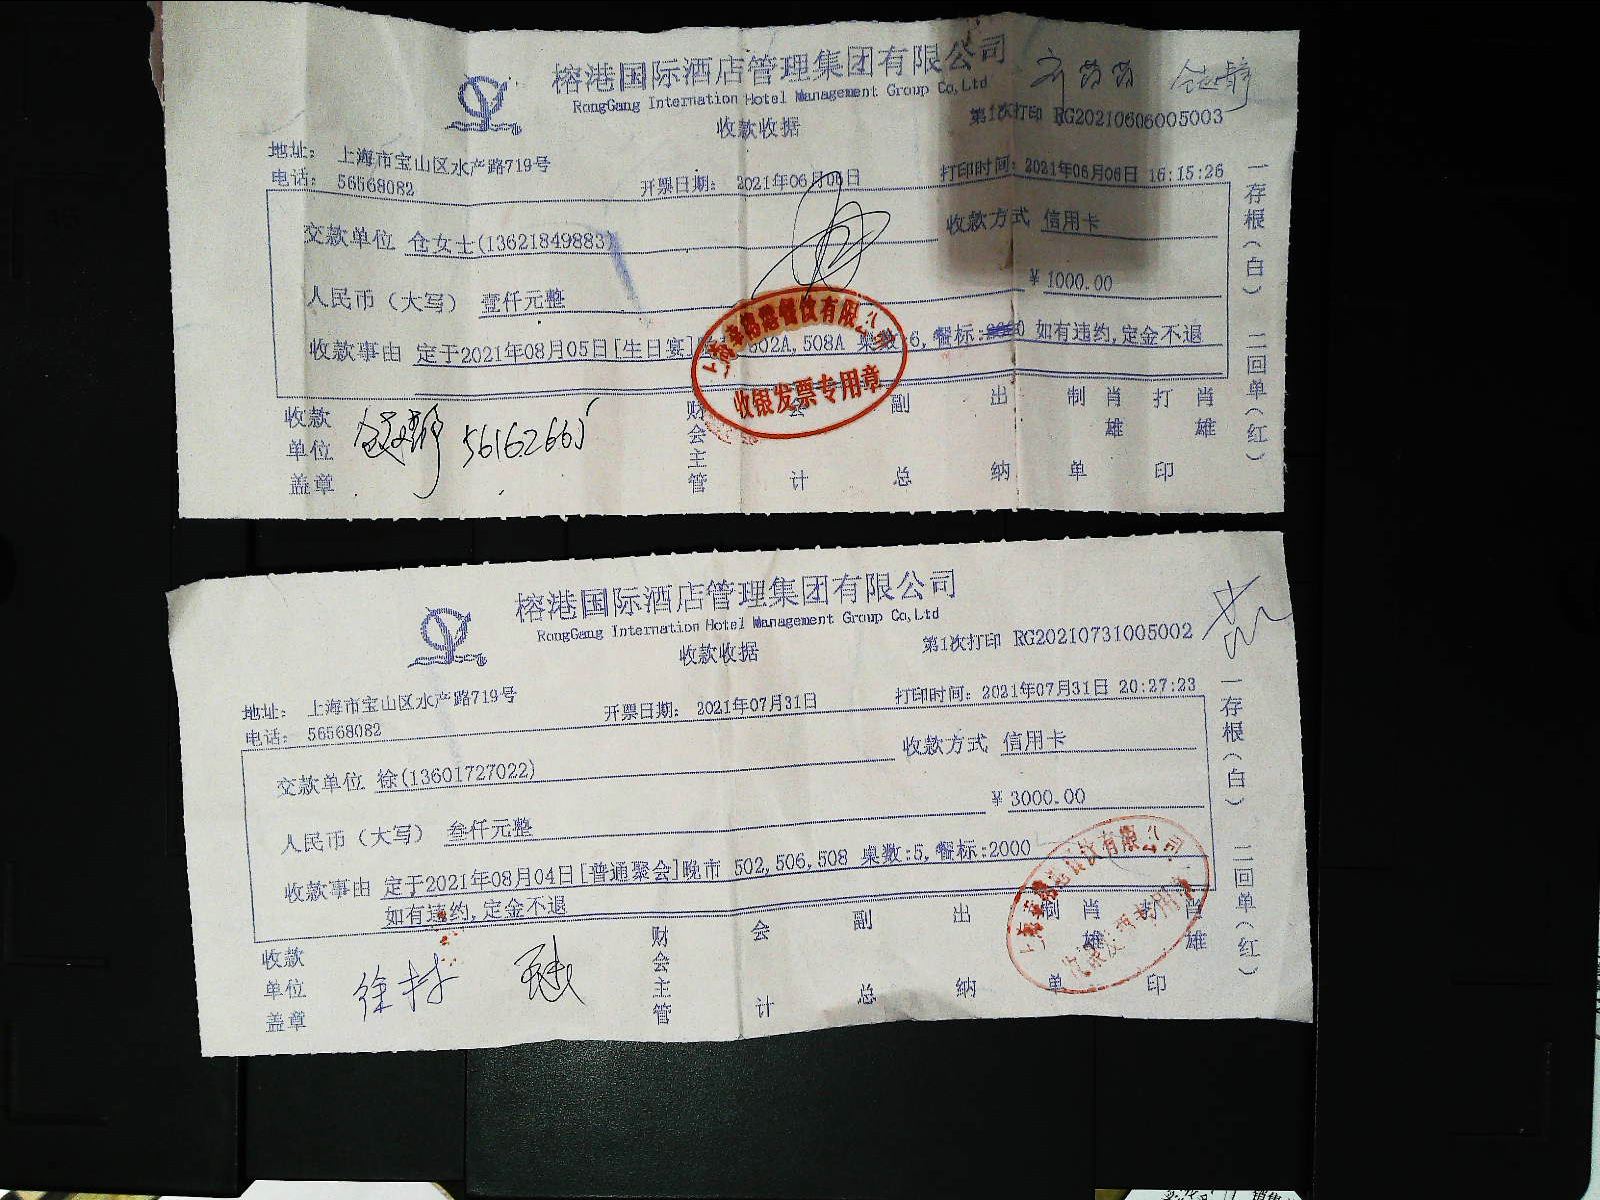 榕港国际酒店管理集团有限公司
RongGang Internation Hotel Management Group Co,Ltd
收款收据
第1次打印 RG20210606005003
地址： 上海市宝山区水产路719号
电话： 56568082
开票日期： 2021年06月06日
打印时间： 2021年06月06日 16:15:26
交款单位 仓女士(13621849883)
收款方式 信用卡
人民币（大写） 壹仟元整
¥ 1000.00
收款事由 定于2021年08月05日[生日宴] 502A,508A 桌数:6,餐标: 如有违约,定金不退
收款单位盖章
56162665
财会主管 会计 副总 出纳 制单 肖雄 打印 肖雄
一存根（白） 二回单（红）
收银发票专用章
榕港国际酒店管理集团有限公司
RongGang Internation Hotel Management Group Co,Ltd
收款收据
第1次打印 RG20210731005002
地址： 上海市宝山区水产路719号
电话： 56568082
开票日期： 2021年07月31日
打印时间： 2021年07月31日 20:27:23
交款单位 徐(13601727022)
收款方式 信用卡
人民币（大写） 叁仟元整
¥ 3000.00
收款事由 定于2021年08月04日[普通聚会]晚市 502,506,508 桌数:5,餐标:2000
如有违约,定金不退
收款单位盖章
财会主管 会计 副总 出纳 制单 肖雄 打印 肖雄
一存根（白） 二回单（红）